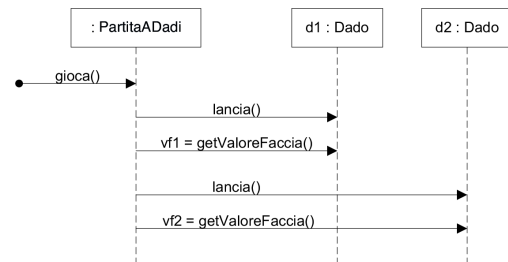 : PartitaADadi
d1 : Dado
d2 : Dado
gioca()
lancia()
vf1 = getValoreFaccia()
lancia()
vf2 = getValoreFaccia()